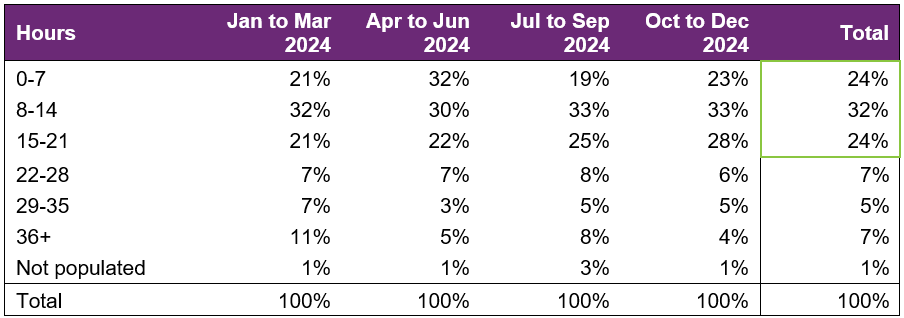 Hours Jan to Mar 2024 Apr to Jun 2024 Jul to Sep 2024 Oct to Dec 2024 Total
0-7 21% 32% 19% 23% 24%
8-14 32% 30% 33% 33% 32%
15-21 21% 22% 25% 28% 24%
22-28 7% 7% 8% 6% 7%
29-35 7% 3% 5% 5% 5%
36+ 11% 5% 8% 4% 7%
Not populated 1% 1% 3% 1% 1%
Total 100% 100% 100% 100% 100%